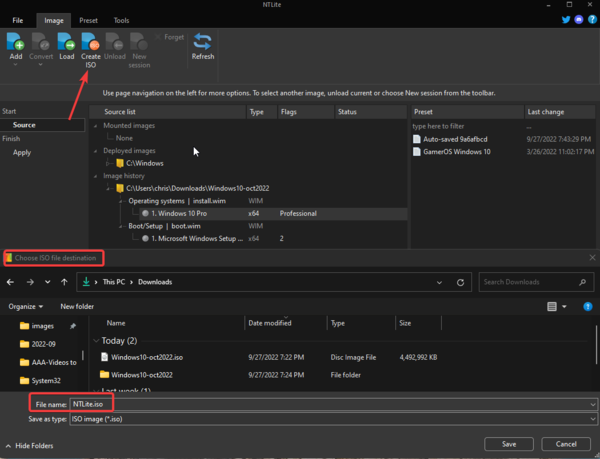 NTLite
File Image Preset Tools
Add Convert Load Create ISO Unload New session Forget Refresh
Use page navigation on the left for more options. To select another image, unload current or choose New session from the toolbar.
Start
Source
Finish
Apply
Source list Type Flags Status
Mounted images
None
Deployed images
C:\Windows
Image history
C:\Users\chris\Downloads\Windows10-oct2022
Operating systems | install.wim WIM
1. Windows 10 Pro x64 Professional
Boot/Setup | boot.wim WIM
1. Microsoft Windows Setup ... x64 2
Preset Last change
type here to filter ...
Auto-saved 9a6afbcd 9/27/2022 7:43:29 PM
GamerOS Windows 10 3/26/2022 11:02:17 PM
Choose ISO file destination
This PC > Downloads
Search Downloads
Organize New folder
images
2022-09
AAA-Videos to
System32
Name Date modified Type Size
Today (2)
Windows10-oct2022.iso 9/27/2022 7:22 PM Disc Image File 4,492,992 KB
Windows10-oct2022 9/27/2022 7:24 PM File folder
Last week (1)
File name: NTLite.iso
Save as type: ISO image (*.iso)
Hide Folders
Save Cancel